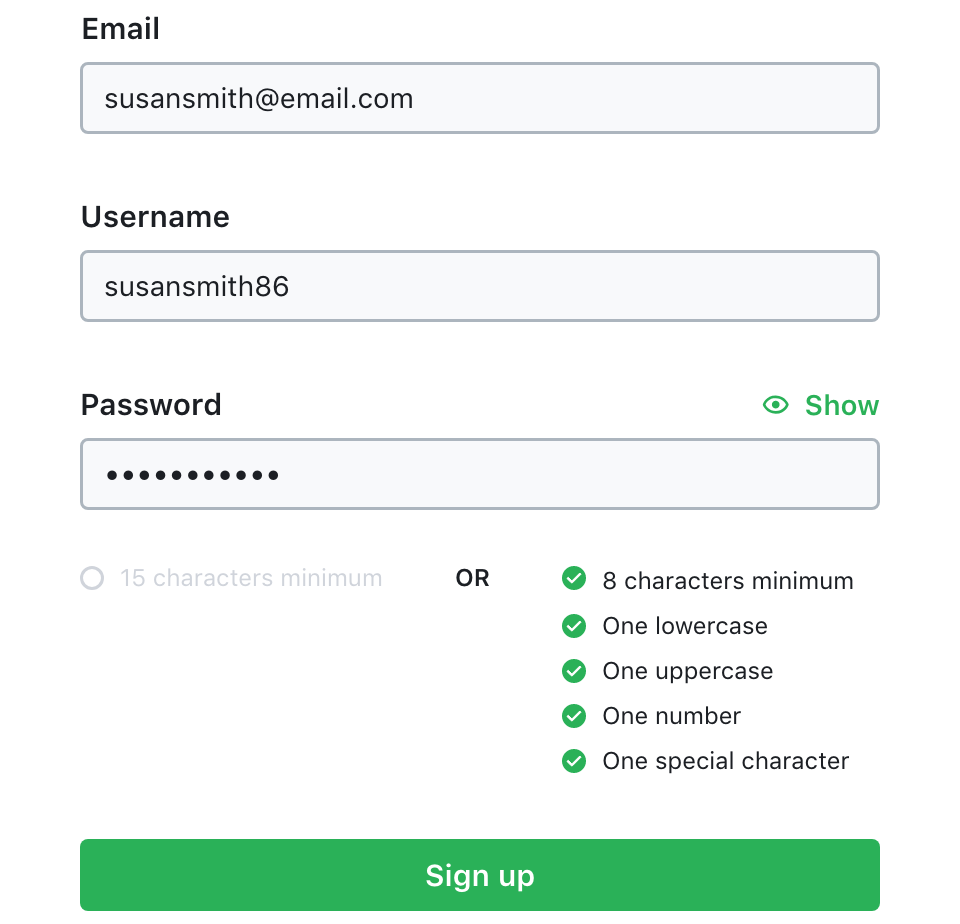 Email
susansmith@email.com
Username
susansmith86
Password
Show
•••••••••••
15 characters minimum
OR
8 characters minimum
One lowercase
One uppercase
One number
One special character
Sign up